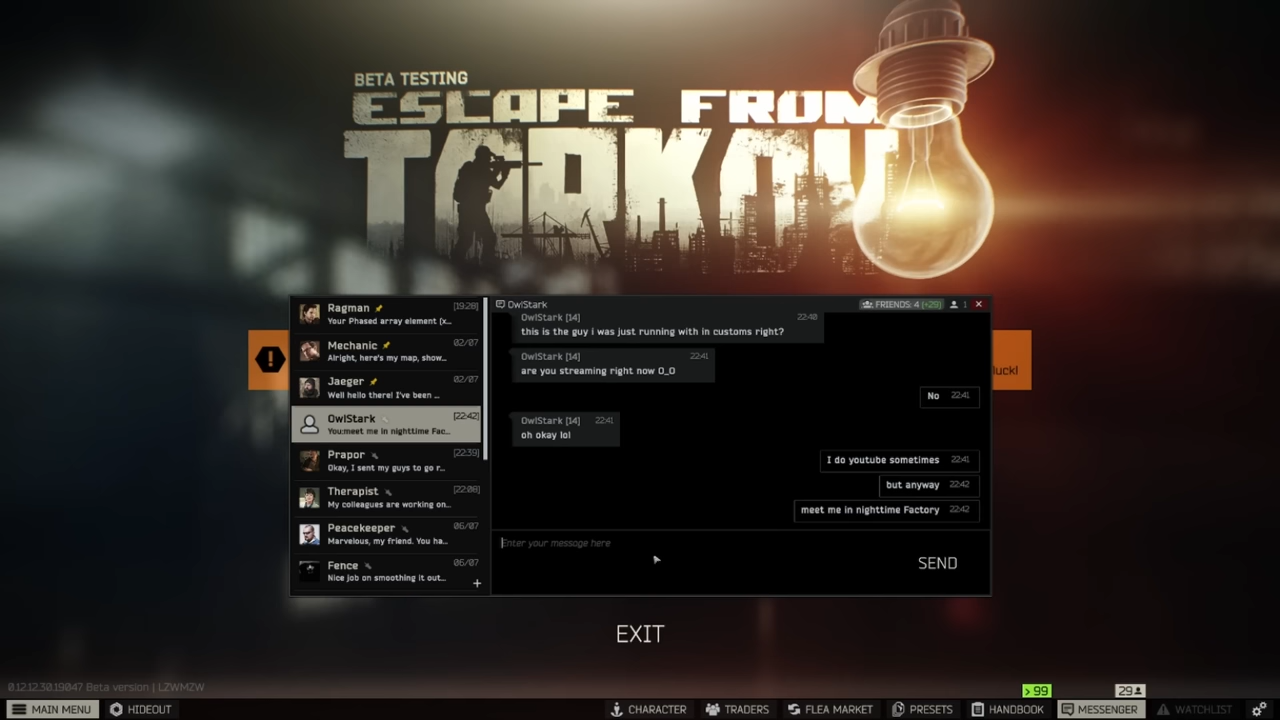 BETA TESTING
ESCAPE FROM
TARKOV
Ragman [19:28]
Your Phased array element (x...
Mechanic 02/07
Alright, here's my map, show...
Jaeger 02/07
Well hello there! I've been ...
OwlStark [22:42]
You:meet me in nighttime Fac...
Prapor [22:39]
Okay, I sent my guys to go r...
Therapist [22:08]
My colleagues are working on...
Peacekeeper 06/07
Marvelous, my friend. You ha...
Fence 06/07
Nice job on smoothing it out...
+
OwlStark
FRIENDS: 4 (+29) 1
OwlStark [14] 22:40
this is the guy i was just running with in customs right?
OwlStark [14] 22:41
are you streaming right now O_O
No 22:41
OwlStark [14] 22:41
oh okay lol
I do youtube sometimes 22:41
but anyway 22:42
meet me in nighttime Factory 22:42
Enter your message here
SEND
luck!
EXIT
0.12.12.30.19047 Beta version | LZWMZW
> 99
29
MAIN MENU
HIDEOUT
CHARACTER
TRADERS
FLEA MARKET
PRESETS
HANDBOOK
MESSENGER
WATCHLIST